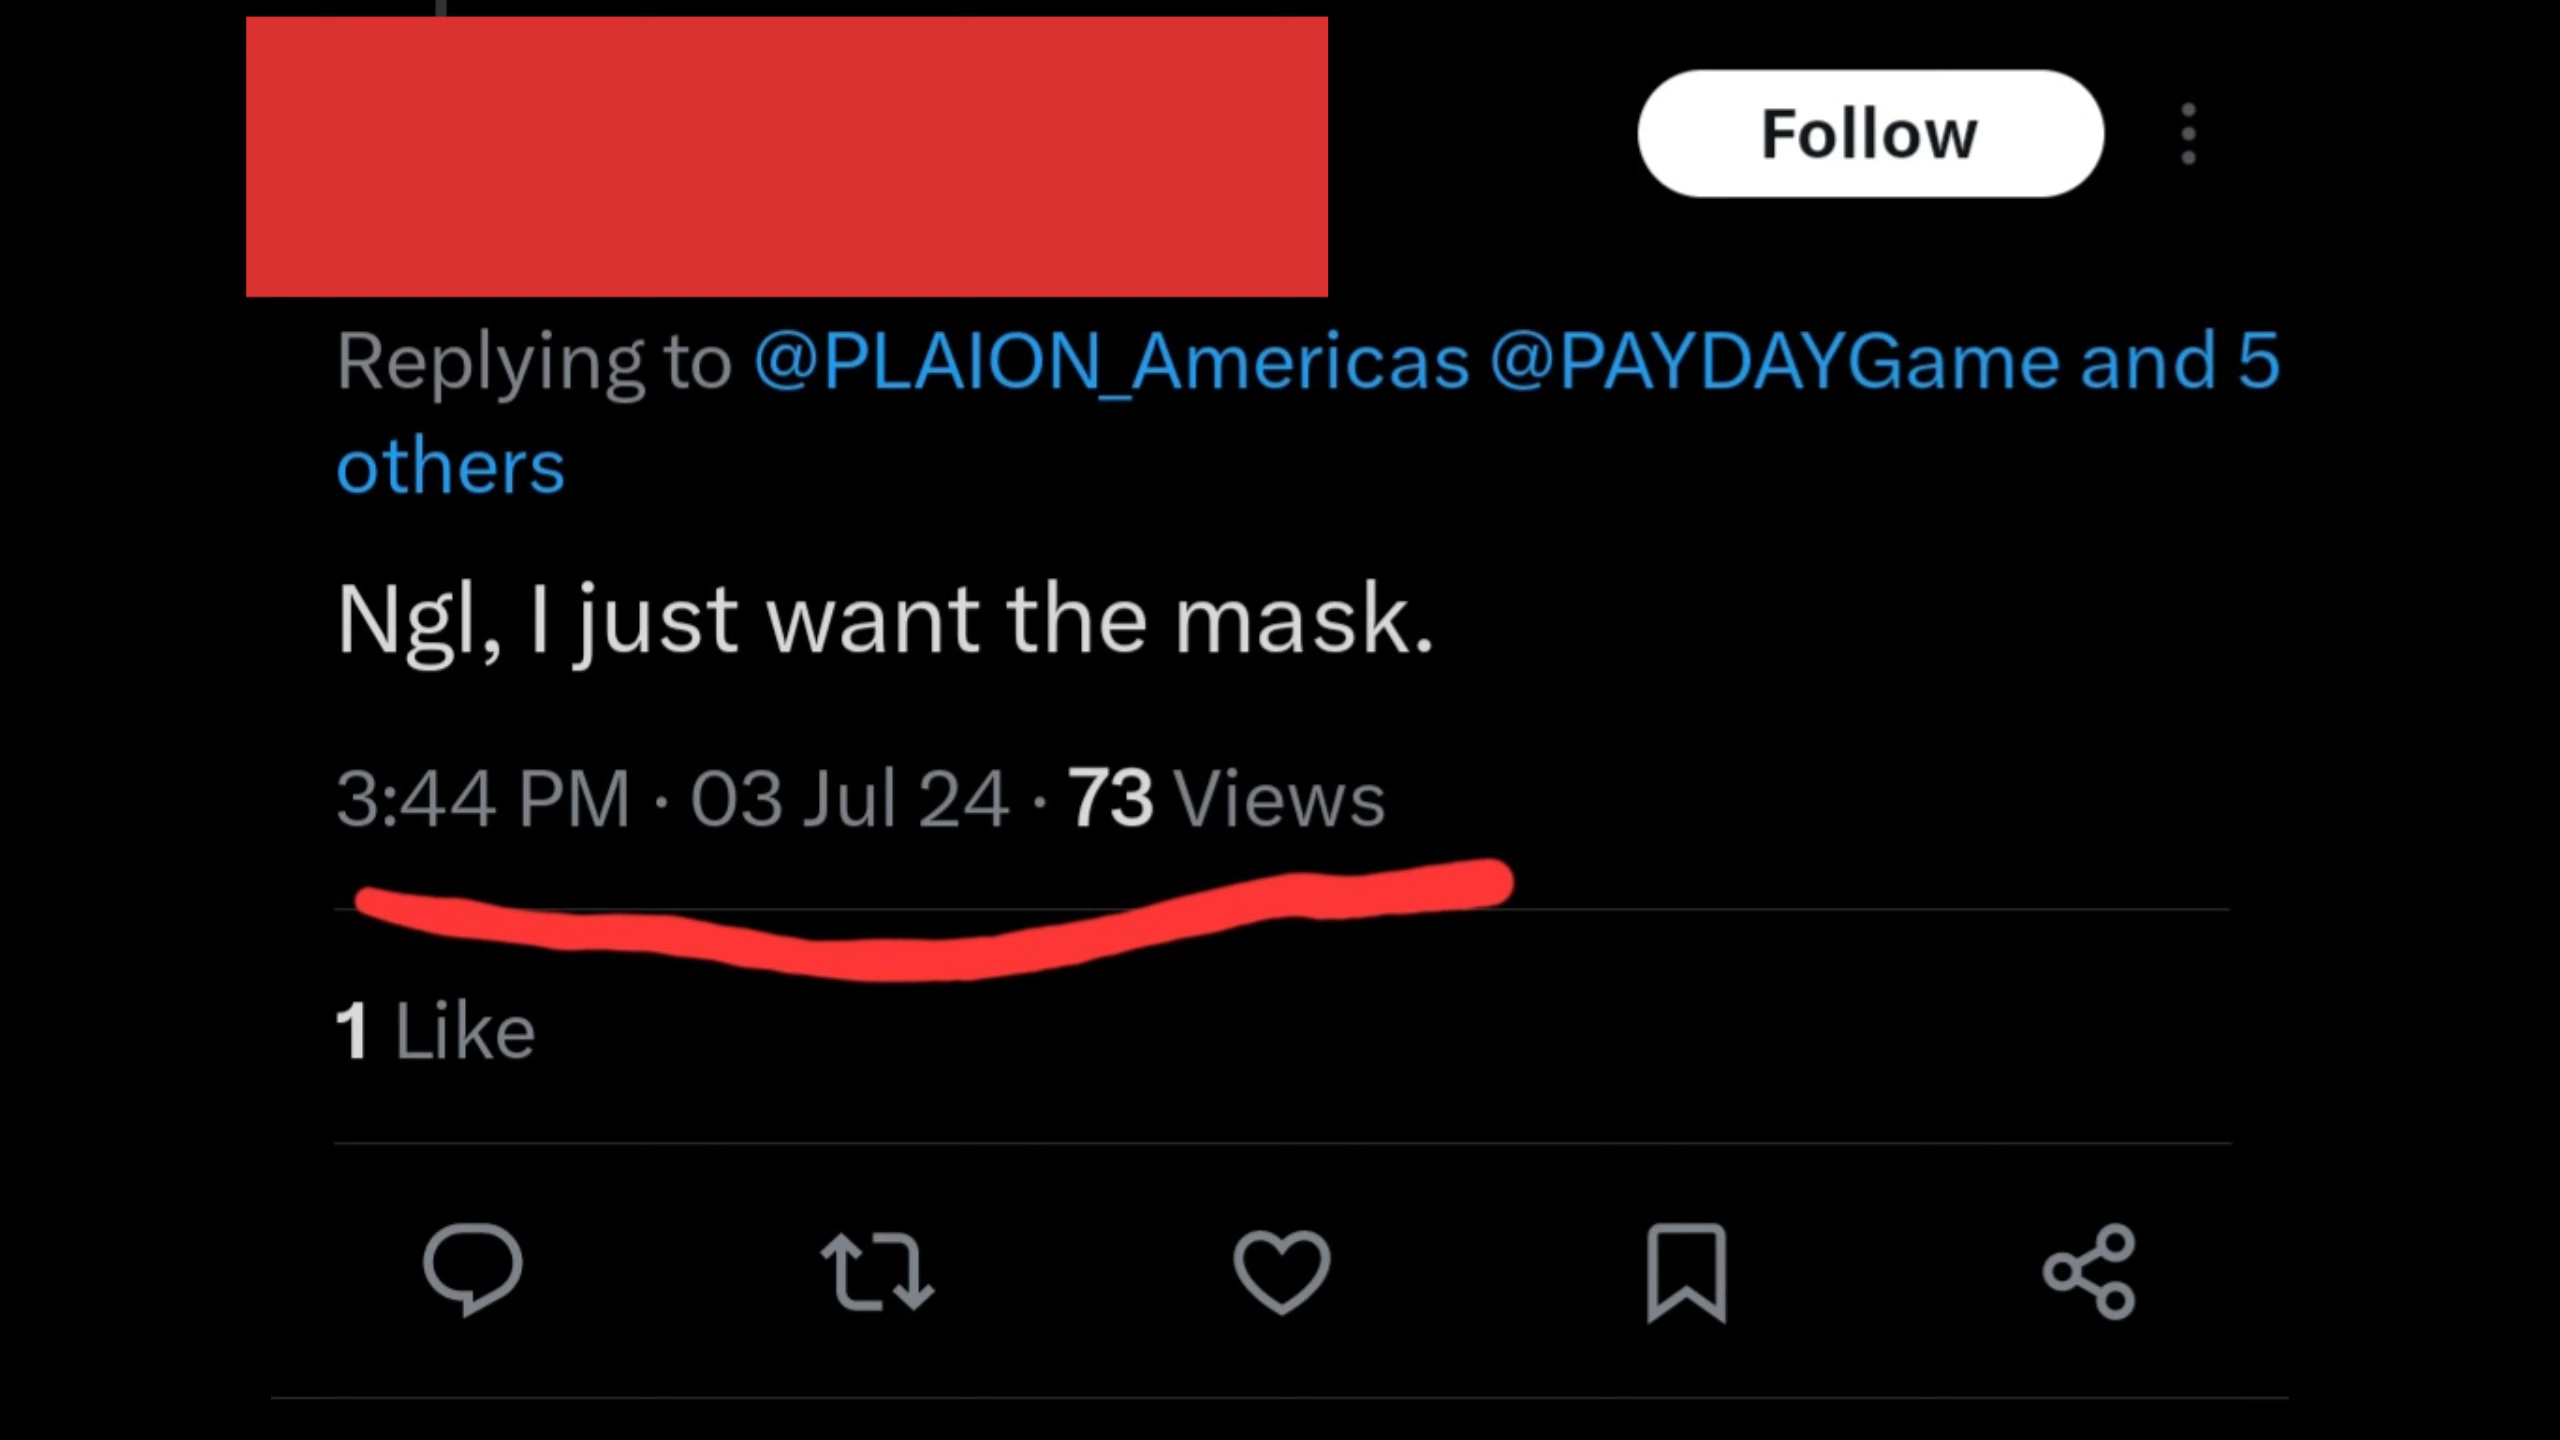 Follow
Replying to @PLAION_Americas @PAYDAYGame and 5
others
Ngl, I just want the mask.
3:44 PM · 03 Jul 24 · 73 Views
1 Like